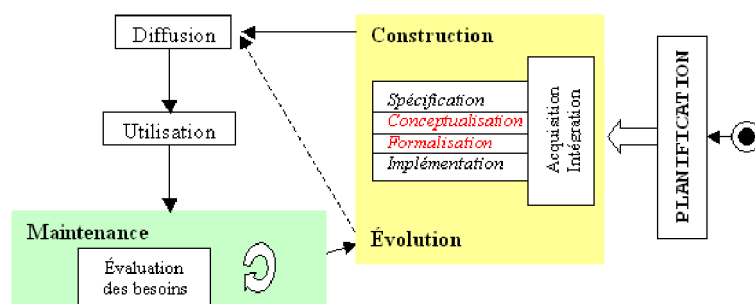 Diffusion
Construction
Spécification
Conceptualisation
Formalisation
Implémentation
Acquisition
Intégration
PLANIFICATION
Utilisation
Maintenance
Évolution
Évaluation
des besoins